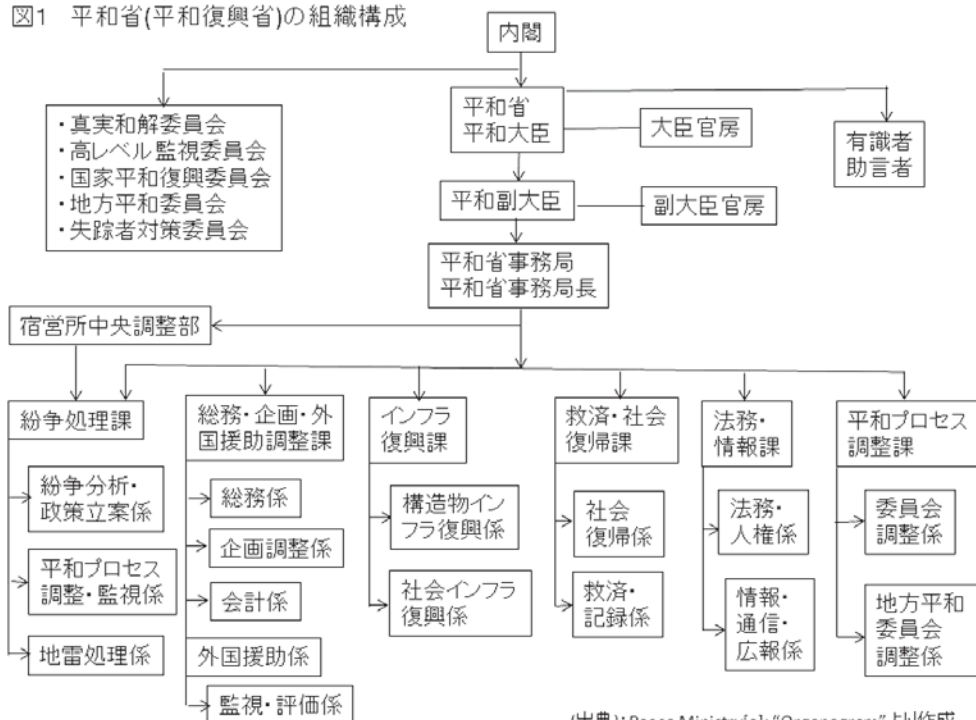 図1 平和省(平和復興省)の組織構成
内閣
・真実和解委員会
・高レベル監視委員会
・国家平和復興委員会
・地方平和委員会
・失踪者対策委員会
平和省
平和大臣
大臣官房
有識者
助言者
平和副大臣
副大臣官房
平和省事務局
平和省事務局長
宿営所中央調整部
紛争処理課
紛争分析・
政策立案係
平和プロセス
調整・監視係
地雷処理係
総務・企画・外
国援助調整課
総務係
企画調整係
会計係
外国援助係
監視・評価係
インフラ
復興課
構造物イン
フラ復興係
社会インフラ
復興係
救済・社会
復帰課
社会
復帰係
救済・
記録係
法務・
情報課
法務・
人権係
情報・
通信・
広報係
平和プロセス
調整課
委員会
調整係
地方平和
委員会
調整係
(出典):Peace Ministry[a]: "Organogram" より作成